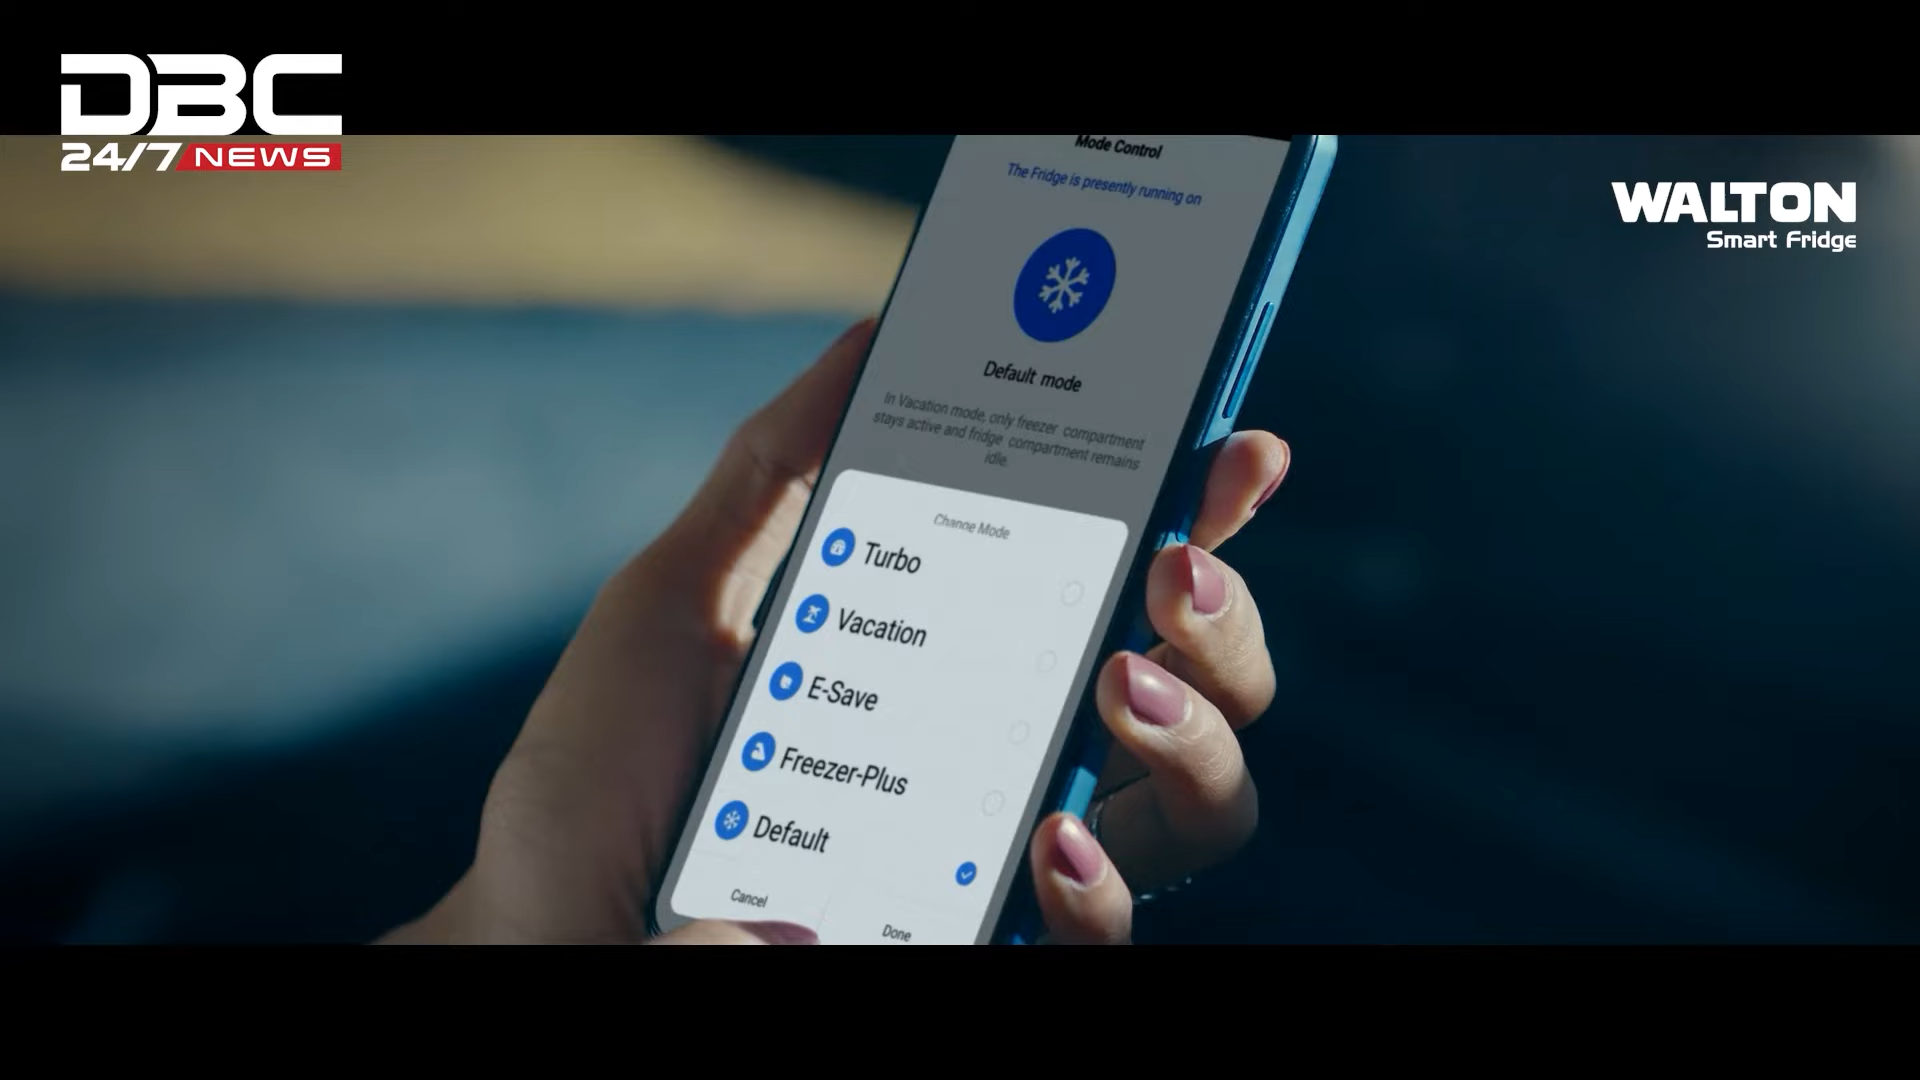 DBC
24/7 NEWS
WALTON
Smart Fridge
Mode Control
The Fridge is presently running on
Default mode
In Vacation mode, only freezer compartment
stays active and fridge compartment remains
idle.
Change Mode
Turbo
Vacation
E-Save
Freezer-Plus
Default
Cancel
Done